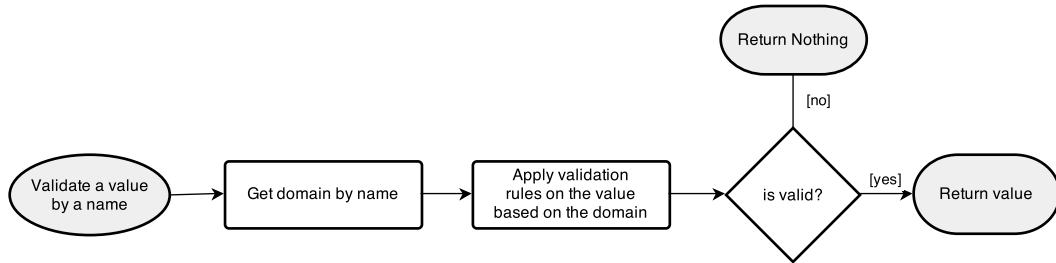 Return Nothing
[no]
Validate a value
by a name
Get domain by name
Apply validation
rules on the value
based on the domain
is valid?
[yes]
Return value